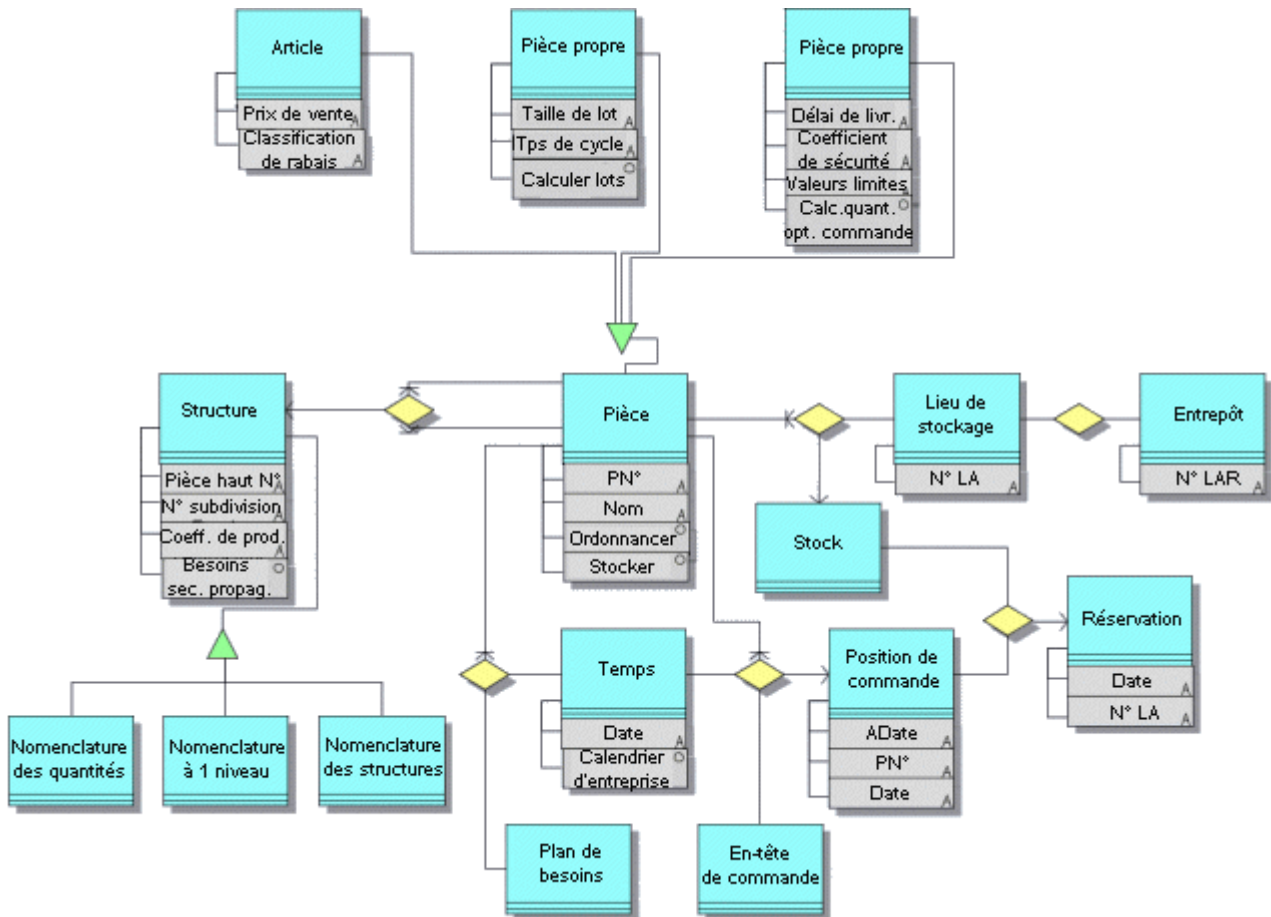 Article
Prix de vente A
Classification
de rabais A
Pièce propre
Taille de lot A
Tps de cycle A
Calculer lots
Pièce propre
Délai de livr. A
Coefficient
de sécurité A
Valeurs limites
Calc.quant.
opt. commande
Structure
Pièce haut N° A
N° subdivision A
Coeff. de prod. A
Besoins
sec. propag.
Pièce
PN° A
Nom A
Ordonnancer
Stocker
Lieu de
stockage
N° LA A
Entrepôt
N° LAR A
Stock
Réservation
Date A
N° LA A
Temps
Date A
Calendrier
d'entreprise
Position de
commande
ADate A
PN° A
Date A
Nomenclature
des quantités
Nomenclature
à 1 niveau
Nomenclature
des structures
Plan de
besoins
En-tête
de commande